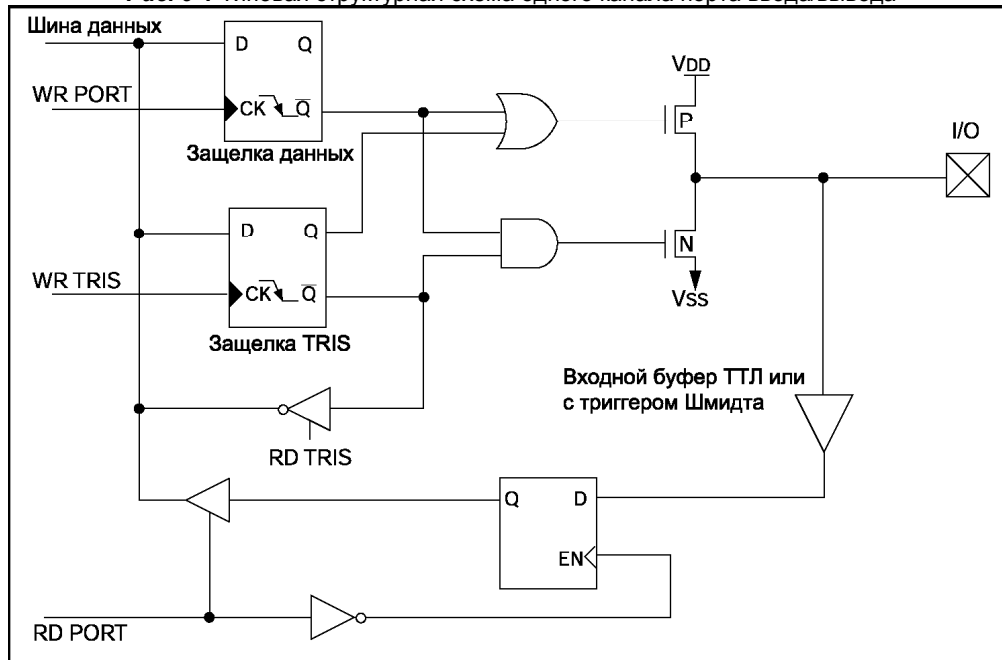 Шина данных
D Q
WR PORT
CK Q
Защелка данных
VDD
P
I/O
D Q
N
WR TRIS
CK Q
VSS
Защелка TRIS
Входной буфер ТТЛ или
с триггером Шмидта
RD TRIS
Q D
EN
RD PORT